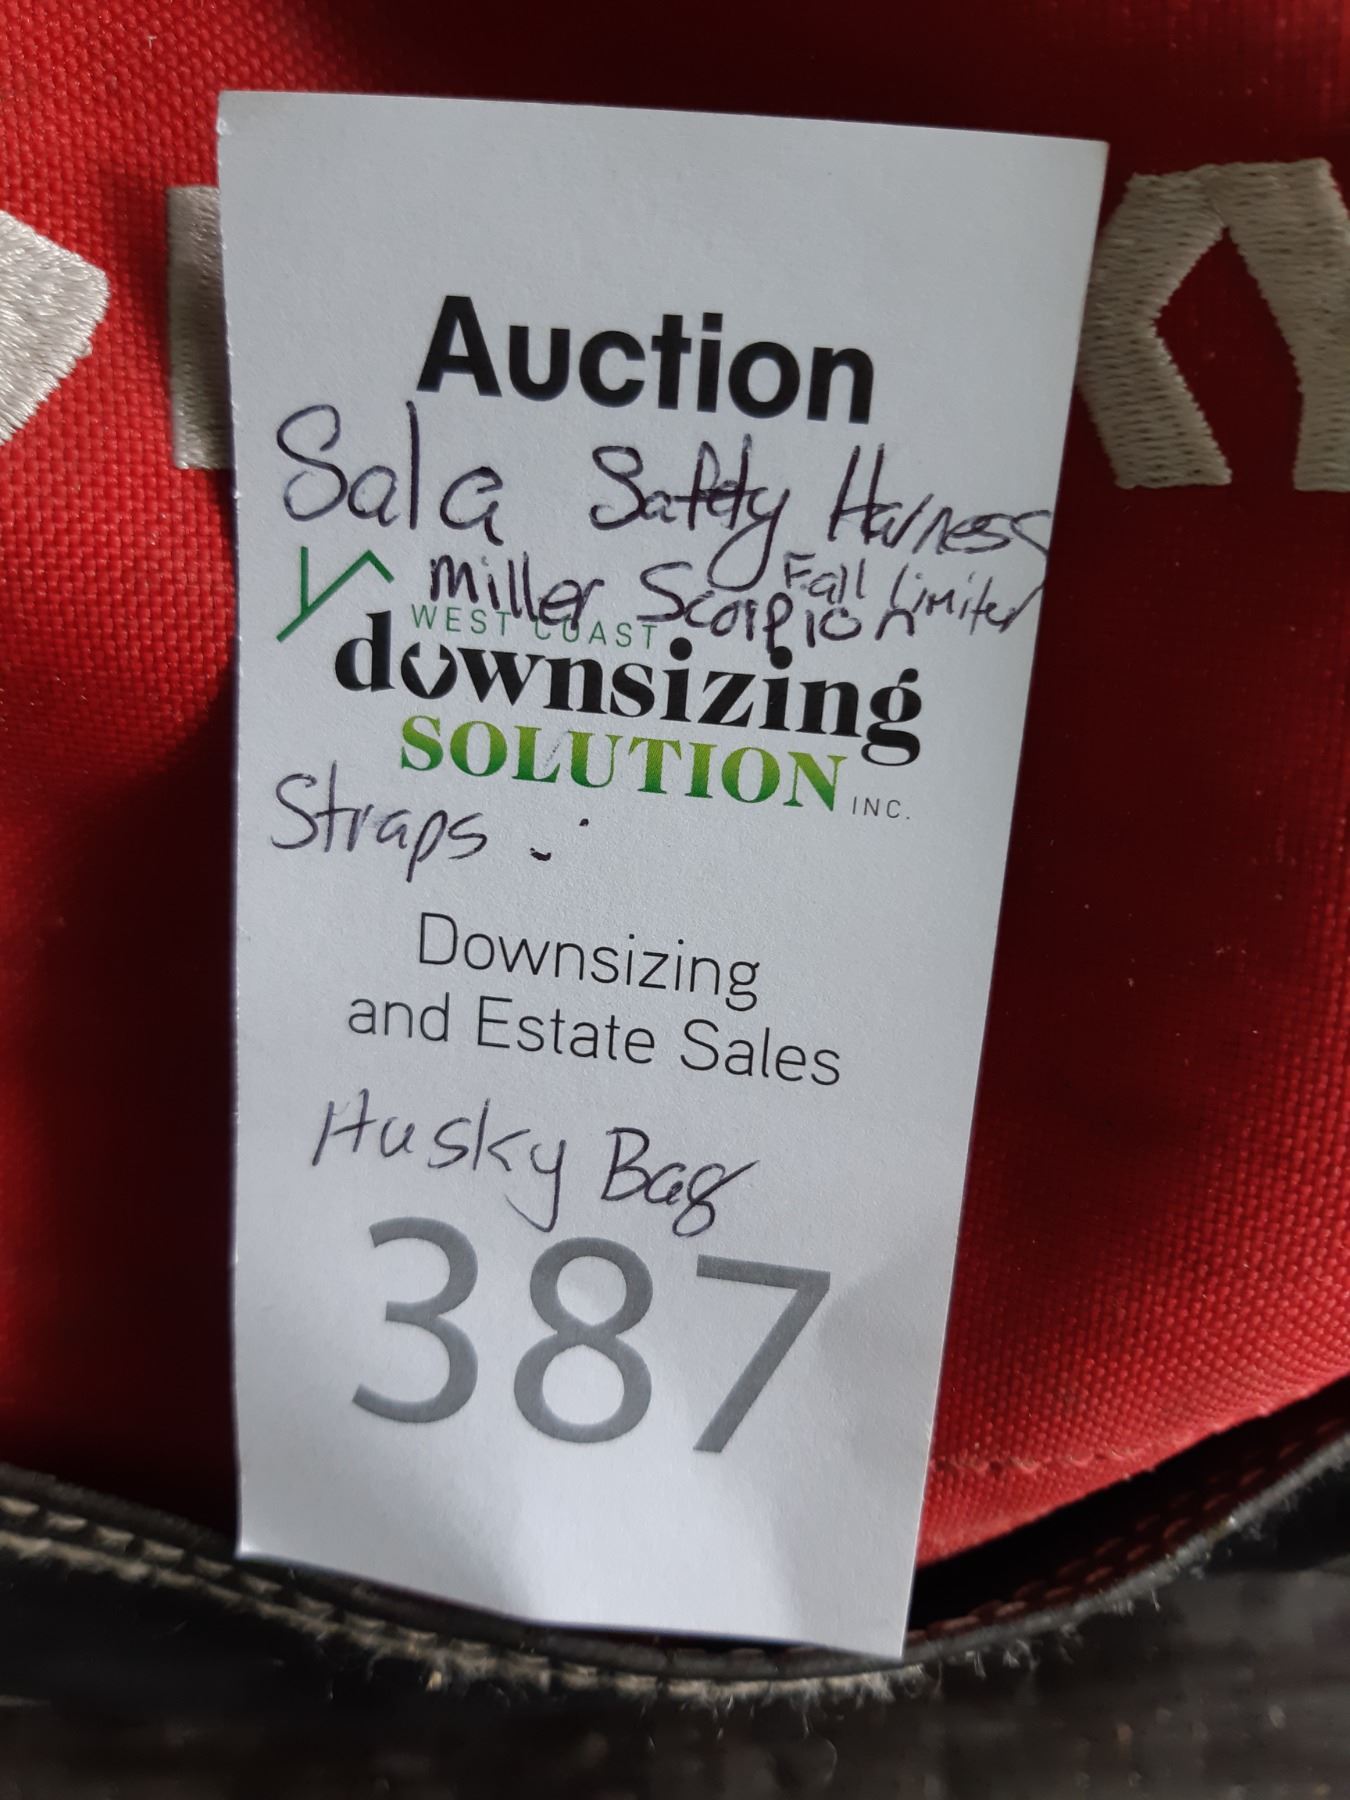 Auction
Sala Safety Harness
Miller Scorpion Fall Limiter
WEST COAST
downsizing
SOLUTION INC.
Straps
Downsizing
and Estate Sales
Husky Bag
387